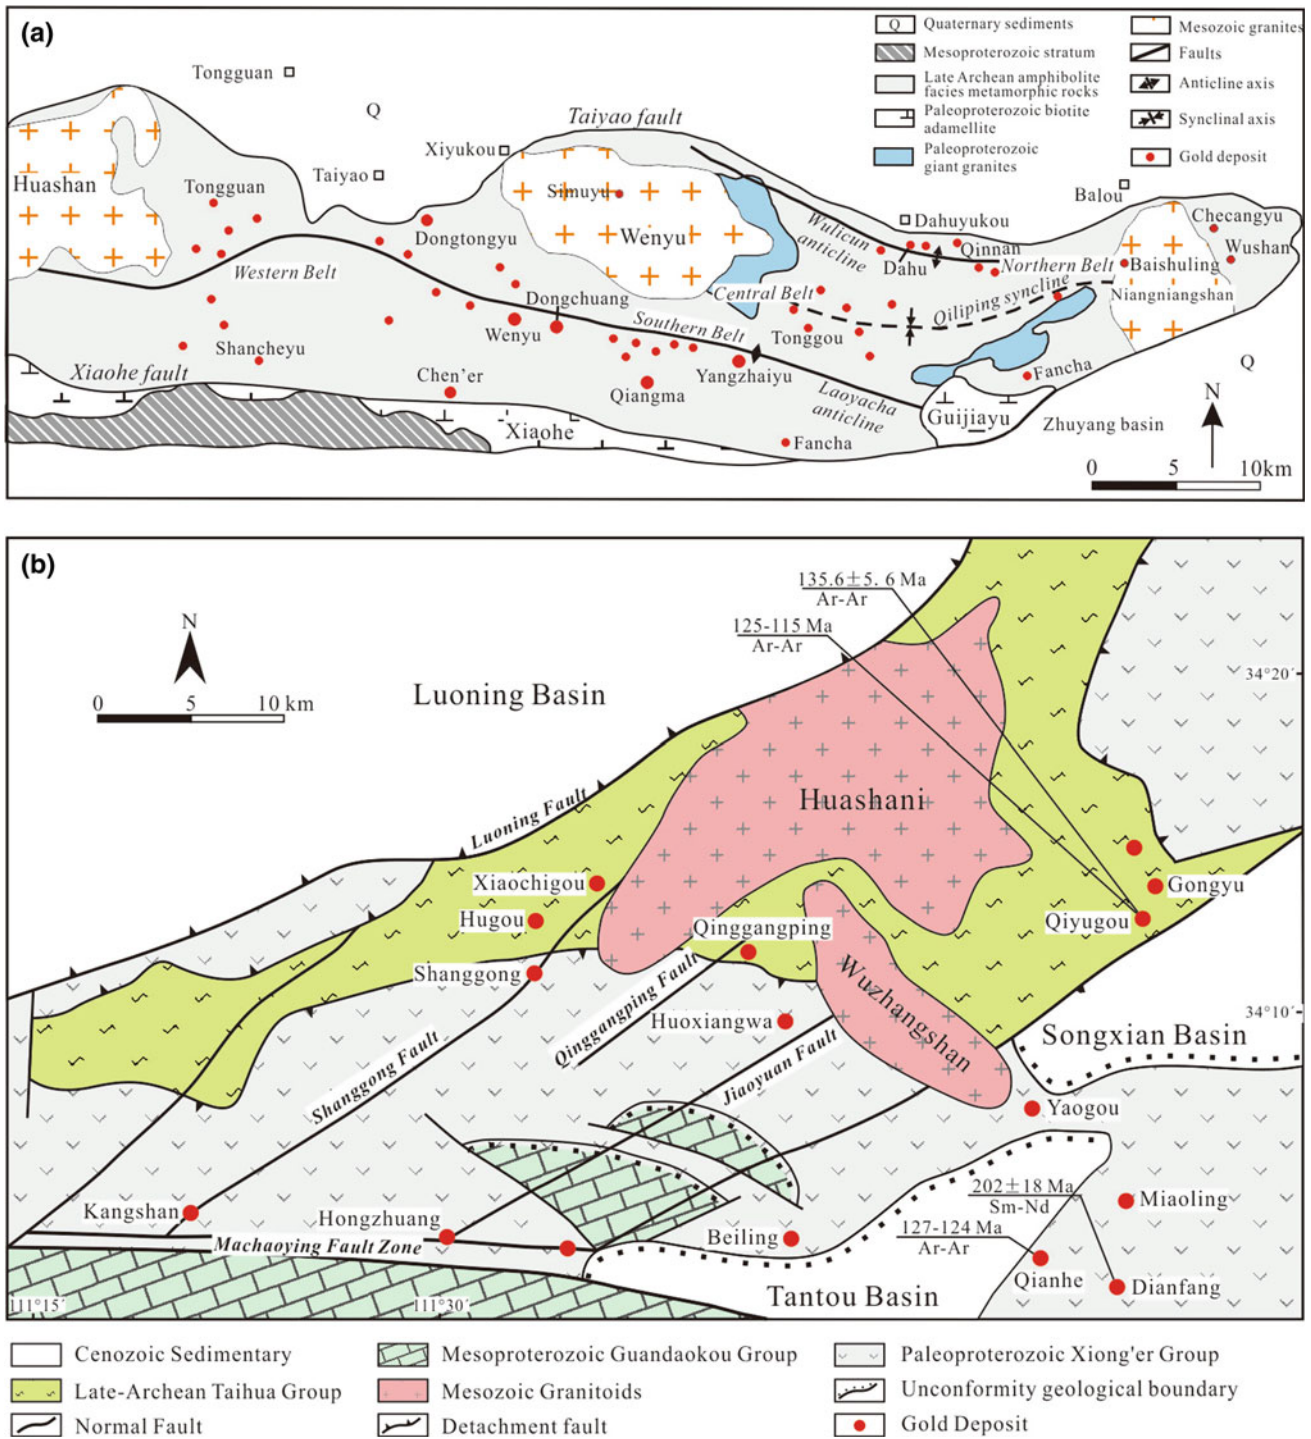 (a)
Q Quaternary sediments
Mesoproterozoic stratum
Late Archean amphibolite
facies metamorphic rocks
Paleoproterozoic biotite
adamellite
Paleoproterozoic
giant granites
Mesozoic granites
Faults
Anticline axis
Synclinal axis
Gold deposit
Tongguan
Q
Taiyao fault
Xiyukou
Taiyao
Huashan
Tongguan
Simuyu
Wenyu
Dongtongyu
Balou
Dahuyukou
Checangyu
Wushan
Wulicun
anticline
Qinnan
Dahu
Northern Belt
Baishuling
Niangniangshan
Western Belt
Central Belt
Qiliping syncline
Dongchuang
Southern Belt
Wenyu
Tonggou
Shancheyu
Xiaohe fault
Chen'er
Qiangma
Yangzhaiyu
Laoyacha
anticline
Fancha
Q
Guijiayu
Xiaohe
Fancha
Zhuyang basin
N
0 5 10km
(b)
N
0 5 10 km
Luoning Basin
135.6±5. 6 Ma
Ar-Ar
125-115 Ma
Ar-Ar
34°20′
Huashani
Luoning Fault
Xiaochigou
Hugou
Gongyu
Qiyugou
Qinggangping
Shanggong
Wuzhangshan
Qinggangping Fault
Huoxiangwa
34°10′
Songxian Basin
Shanggong Fault
Jiaoyuan Fault
Yaogou
202±18 Ma
Sm-Nd
Miaoling
127-124 Ma
Ar-Ar
Kangshan
Hongzhuang
Beiling
Machaoying Fault Zone
Qianhe
Dianfang
Tantou Basin
111°15′
111°30′
Cenozoic Sedimentary
Mesoproterozoic Guandaokou Group
Paleoproterozoic Xiong'er Group
Late-Archean Taihua Group
Mesozoic Granitoids
Unconformity geological boundary
Normal Fault
Detachment fault
Gold Deposit